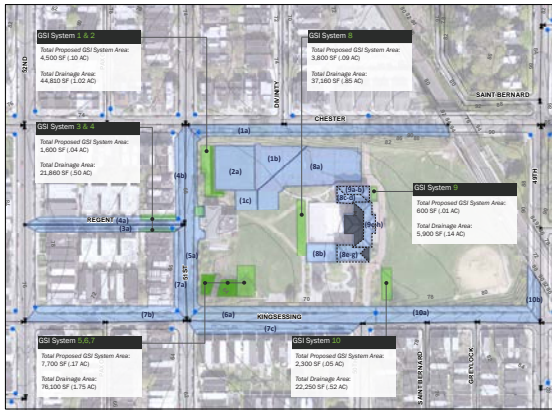 GSI System 1 & 2
Total Proposed GSI System Area:
4,500 SF (.10 AC)
Total Drainage Area:
44,810 SF (1.02 AC)
GSI System 8
Total Proposed GSI System Area:
3,800 SF (.09 AC)
Total Drainage Area:
37,160 SF (.85 AC)
52ND
DIVINITY
SAINT-BERNARD
CHESTER
49TH
GSI System 3 & 4
Total Proposed GSI System Area:
1,600 SF (.04 AC)
Total Drainage Area:
21,860 SF (.50 AC)
(1a)
(1b)
(2a)
(8a)
(4b)
(1c)
(9a-b)
(8c-d)
(9c-h)
GSI System 9
Total Proposed GSI System Area:
600 SF (.01 AC)
Total Drainage Area:
5,900 SF (.14 AC)
REGENT
(4a)
(3a)
(5a)
(8b)
(8e-g)
51ST
(7a)
(7b)
(6a)
KINGSESSING
(7c)
(10a)
(10b)
GSI System 5,6,7
Total Proposed GSI System Area:
7,700 SF (.17 AC)
Total Drainage Area:
76,100 SF (1.75 AC)
GSI System 10
Total Proposed GSI System Area:
2,300 SF (.05 AC)
Total Drainage Area:
22,250 SF (.52 AC)
SAINT-BERNARD
GREYLOCK